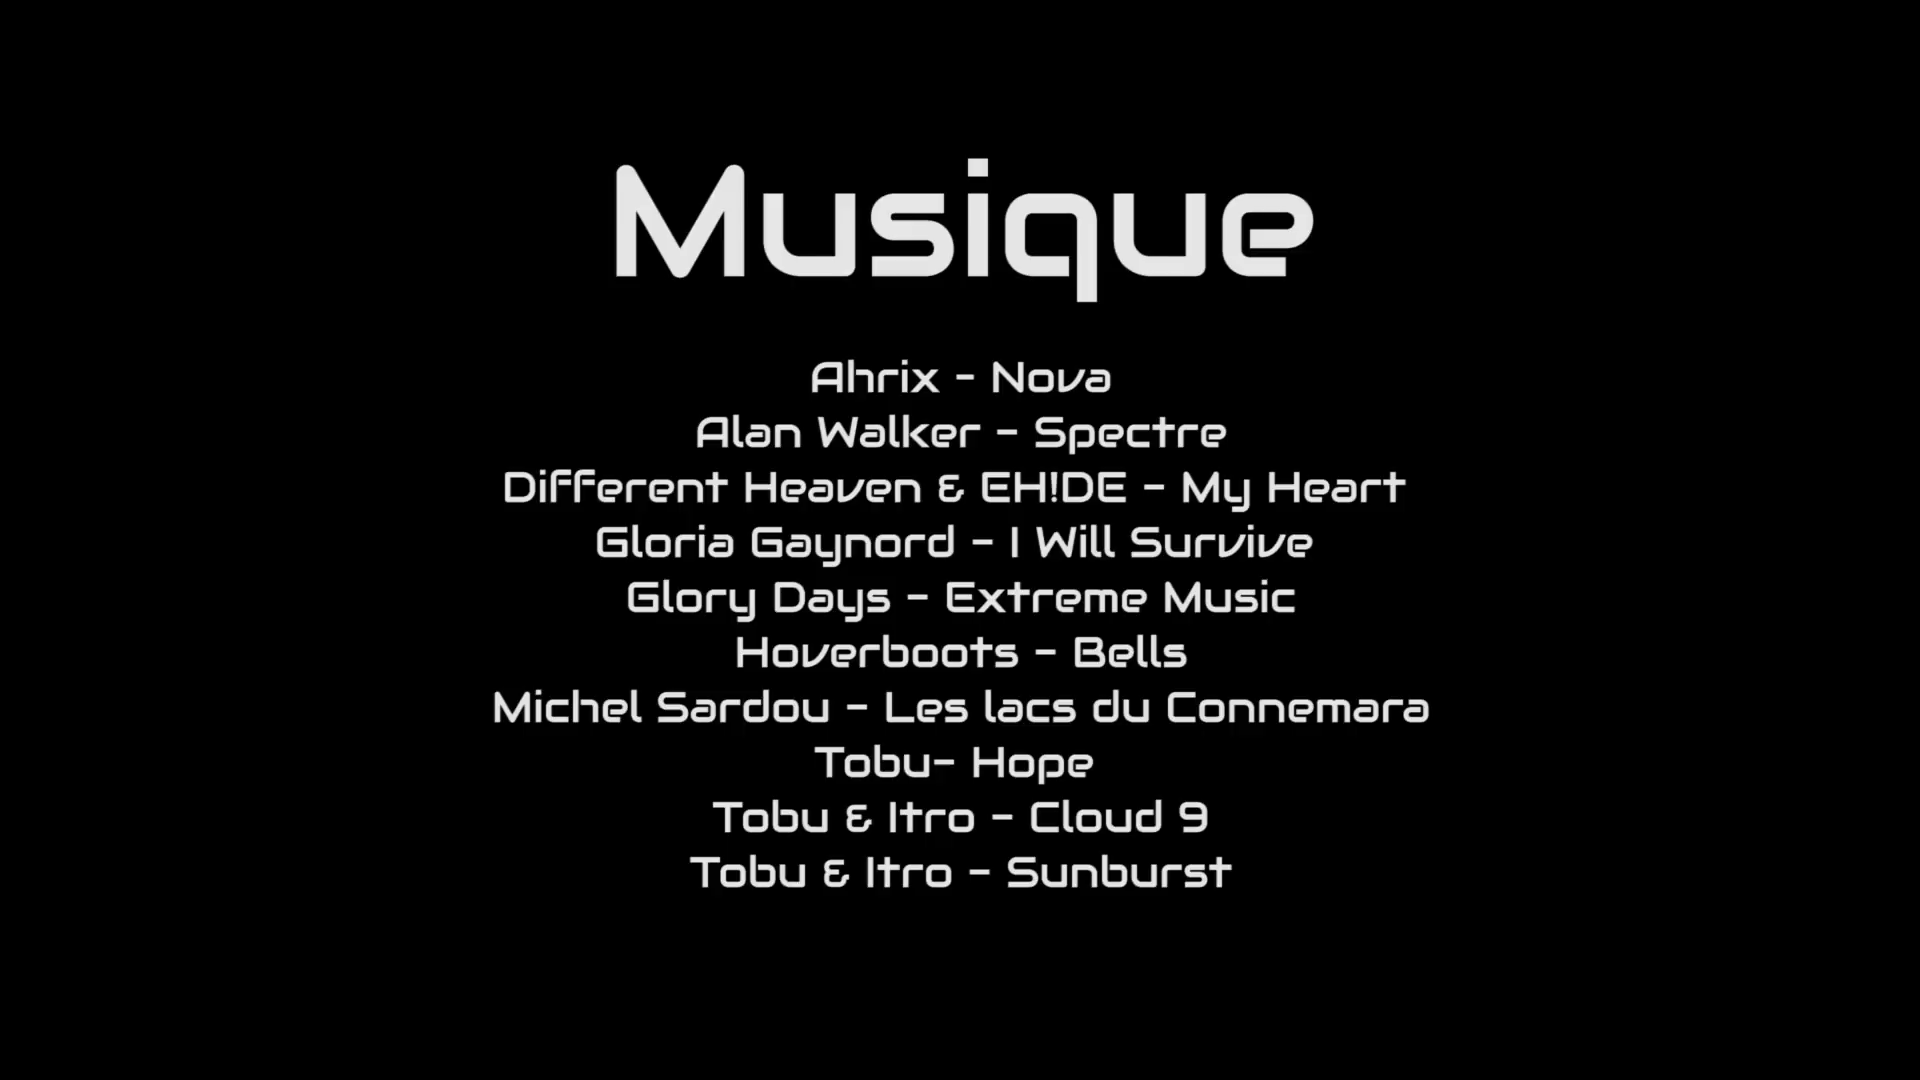 Musique
Ahrix - Nova
Alan Walker - Spectre
Different Heaven & EH!DE - My Heart
Gloria Gaynord - I Will Survive
Glory Days - Extreme Music
Hoverboots - Bells
Michel Sardou - Les lacs du Connemara
Tobu- Hope
Tobu & Itro - Cloud 9
Tobu & Itro - Sunburst